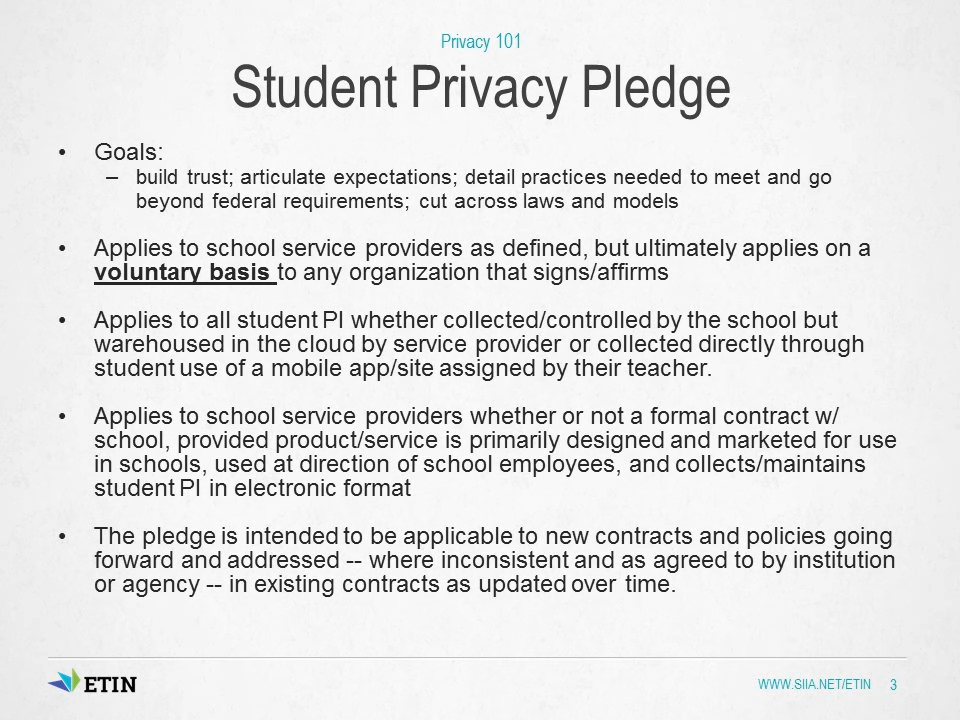 Privacy 101
Student Privacy Pledge
• Goals:
– build trust; articulate expectations; detail practices needed to meet and go
beyond federal requirements; cut across laws and models
• Applies to school service providers as defined, but ultimately applies on a
voluntary basis to any organization that signs/affirms
• Applies to all student PI whether collected/controlled by the school but
warehoused in the cloud by service provider or collected directly through
student use of a mobile app/site assigned by their teacher.
• Applies to school service providers whether or not a formal contract w/
school, provided product/service is primarily designed and marketed for use
in schools, used at direction of school employees, and collects/maintains
student PI in electronic format
• The pledge is intended to be applicable to new contracts and policies going
forward and addressed -- where inconsistent and as agreed to by institution
or agency -- in existing contracts as updated over time.
ETIN
WWW.SIIA.NET/ETIN 3